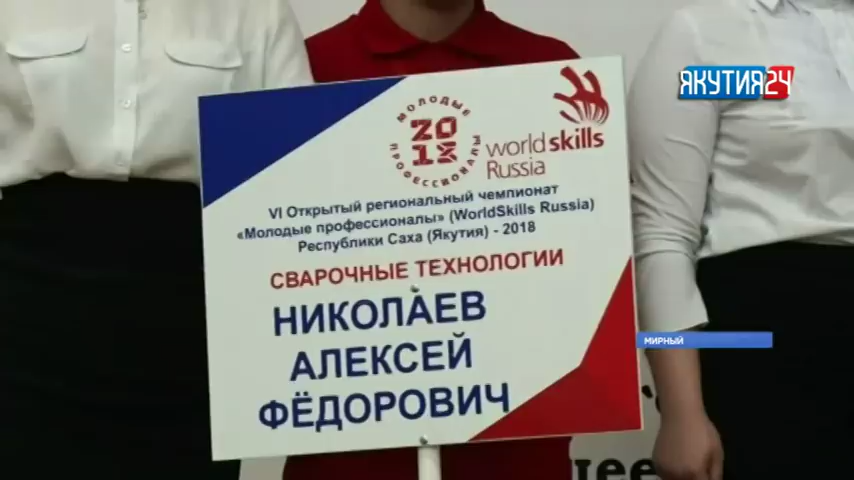 ЯКУТИЯ24
МОЛОДЫЕ
ПРОФЕССИОНАЛЫ
2018
worldskills
Russia
VI Открытый региональный чемпионат
«Молодые профессионалы» (WorldSkills Russia)
Республики Саха (Якутия) - 2018
СВАРОЧНЫЕ ТЕХНОЛОГИИ
НИКОЛАЕВ
АЛЕКСЕЙ
ФЁДОРОВИЧ
МИРНЫЙ